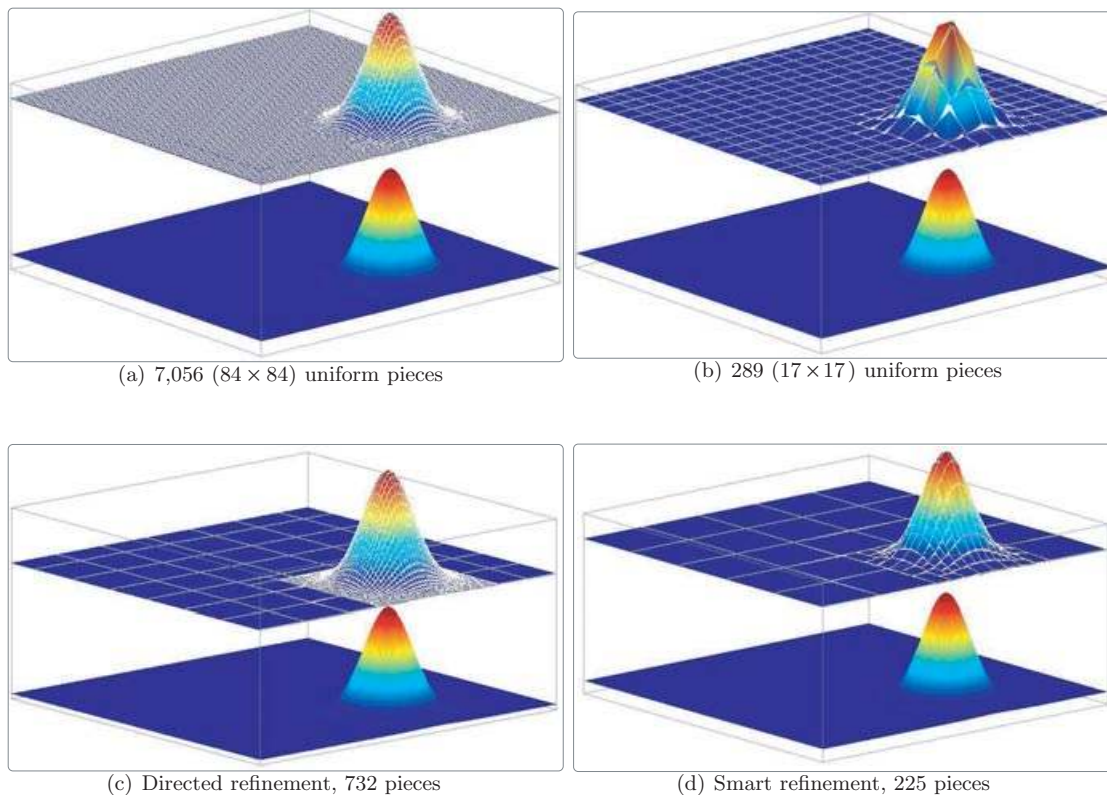 (a) 7,056 (84 × 84) uniform pieces
(b) 289 (17×17) uniform pieces
(c) Directed refinement, 732 pieces
(d) Smart refinement, 225 pieces